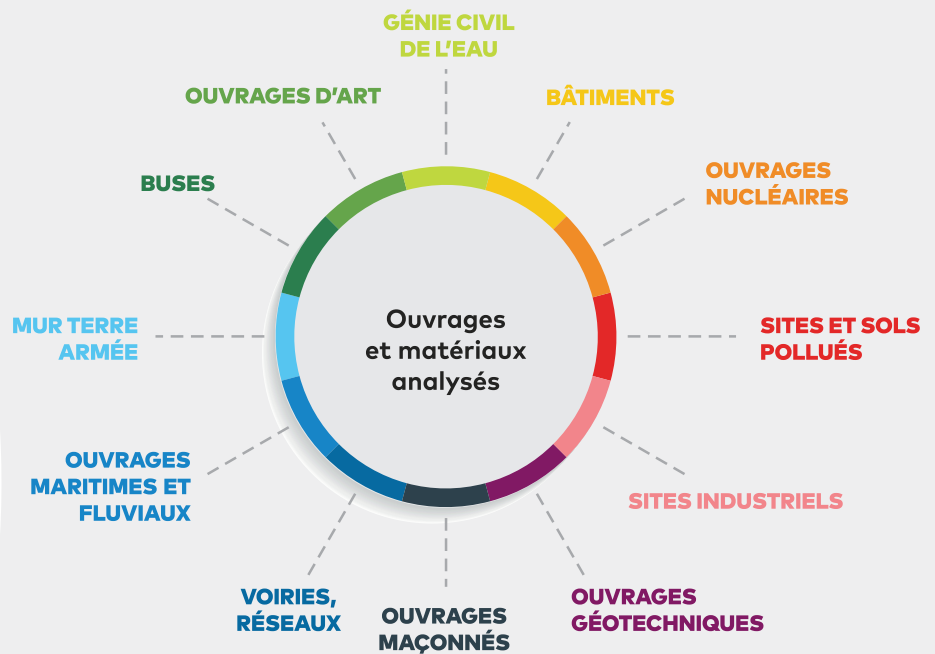 GÉNIE CIVIL
DE L'EAU
OUVRAGES D'ART
BÂTIMENTS
BUSES
OUVRAGES
NUCLÉAIRES
MUR TERRE
ARMÉE
Ouvrages
et matériaux
analysés
SITES ET SOLS
POLLUÉS
OUVRAGES
MARITIMES ET
FLUVIAUX
SITES INDUSTRIELS
VOIRIES,
RÉSEAUX
OUVRAGES
MAÇONNÉS
OUVRAGES
GÉOTECHNIQUES